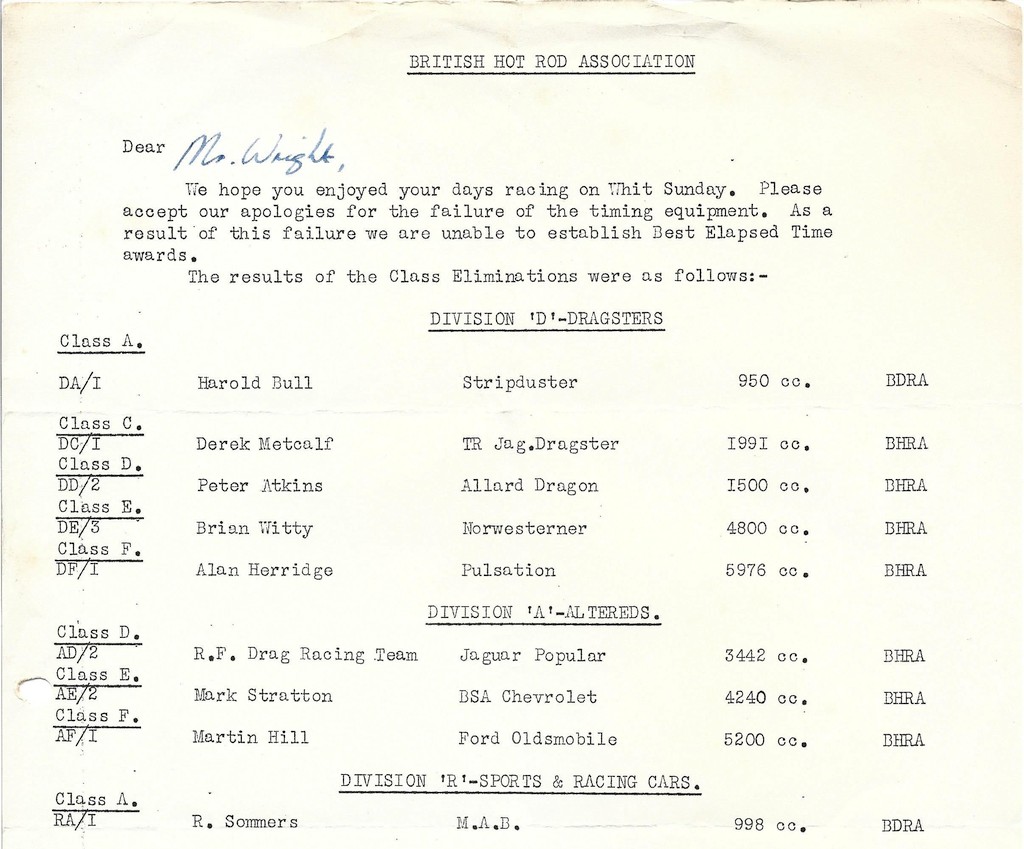 BRITISH HOT ROD ASSOCIATION
Dear Mr. Wright,
We hope you enjoyed your days racing on Whit Sunday. Please
accept our apologies for the failure of the timing equipment. As a
result of this failure we are unable to establish Best Elapsed Time
awards.
The results of the Class Eliminations were as follows:-
DIVISION 'D'-DRAGSTERS
Class A.
DA/I Harold Bull Stripduster 950 cc. BDRA
Class C.
DC/I Derek Metcalf TR Jag.Dragster I99I cc. BHRA
Class D.
DD/2 Peter Atkins Allard Dragon I500 cc. BHRA
Class E.
DE/3 Brian Witty Norwesterner 4800 cc. BHRA
Class F.
DF/I Alan Herridge Pulsation 5976 cc. BHRA
DIVISION 'A'-ALTEREDS.
Class D.
AD/2 R.F. Drag Racing Team Jaguar Popular 3442 cc. BHRA
Class E.
AE/2 Mark Stratton BSA Chevrolet 4240 cc. BHRA
Class F.
AF/I Martin Hill Ford Oldsmobile 5200 cc. BHRA
DIVISION 'R'-SPORTS & RACING CARS.
Class A.
RA/I R. Sommers M.A.B. 998 cc. BDRA